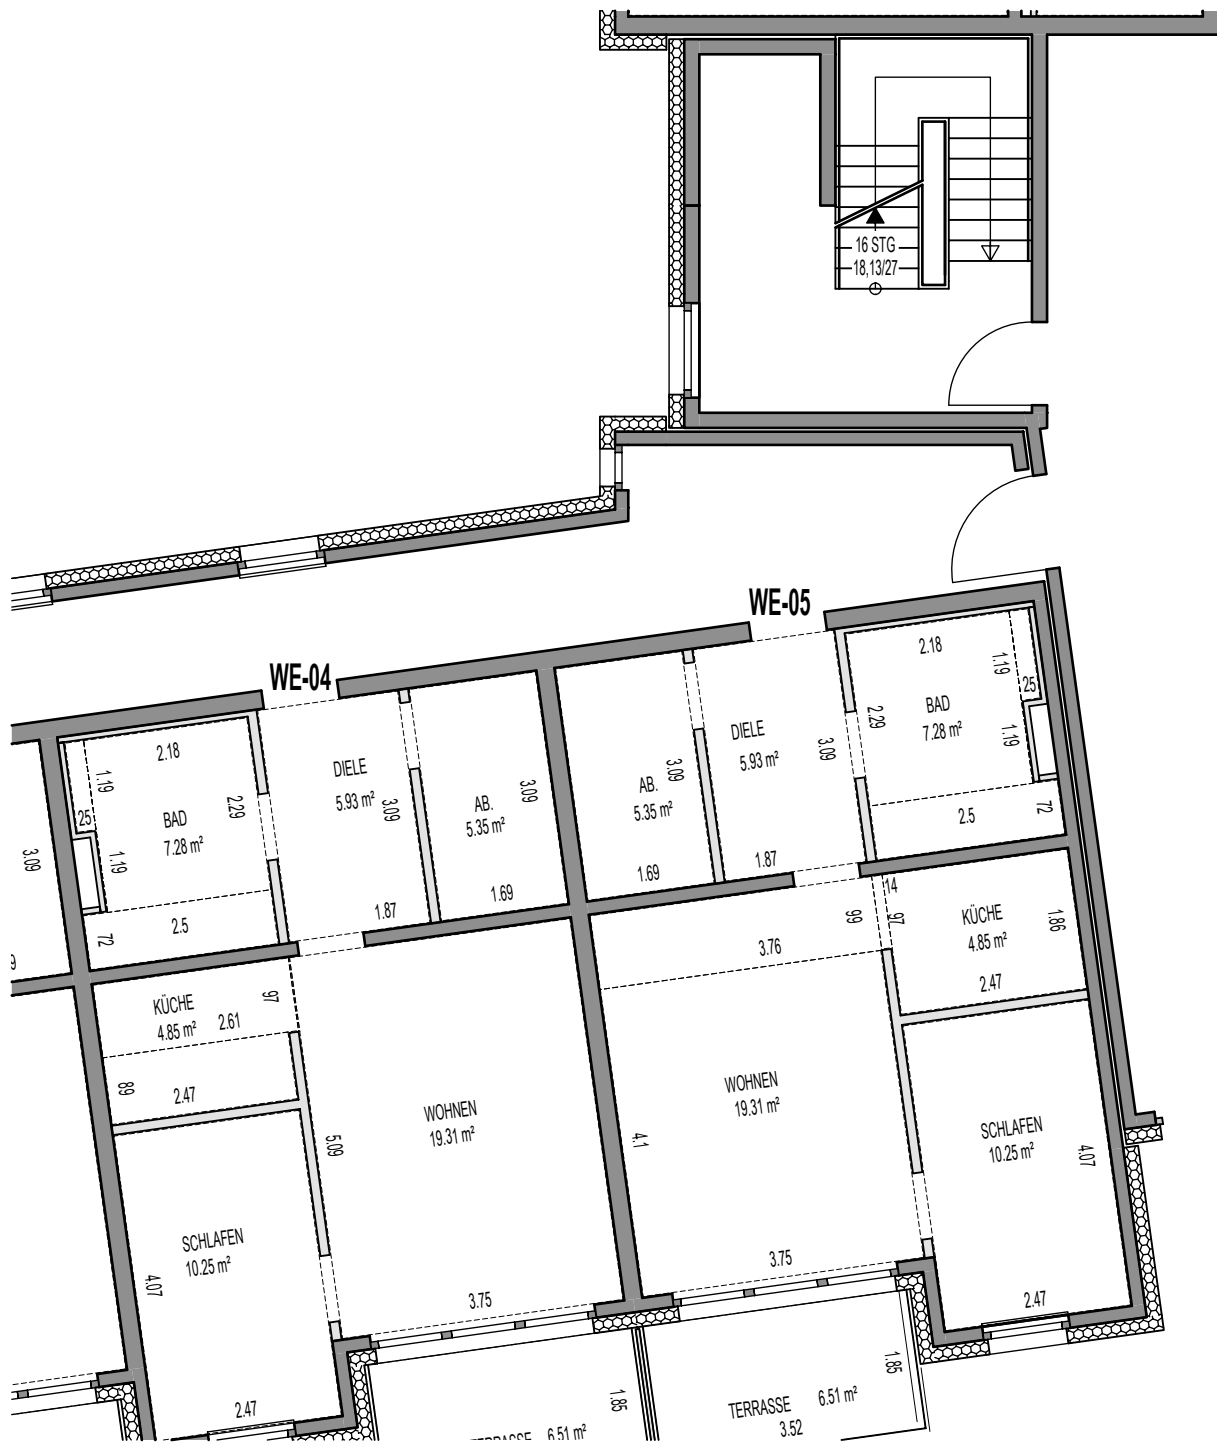 16 STG
18,13/27
WE-05
WE-04
2.18
1.19
25
BAD
7.28 m²
1.19
2.29
DIELE
5.93 m²
3.09
3.09
AB.
5.35 m²
2.5
72
1.69
1.87
2.18
1.19
25
BAD
7.28 m²
1.19
2.29
DIELE
5.93 m²
3.09
AB.
5.35 m²
3.09
3.09
2.5
72
1.87
1.69
9
14
97
99
KÜCHE
4.85 m²
1.86
3.76
2.47
KÜCHE
4.85 m²
2.61
97
89
2.47
WOHNEN
19.31 m²
4.1
SCHLAFEN
10.25 m²
4.07
WOHNEN
19.31 m²
5.09
SCHLAFEN
10.25 m²
4.07
3.75
3.75
2.47
2.47
1.85
TERRASSE 6.51 m²
3.52
1.85
TERRASSE 6.51 m²